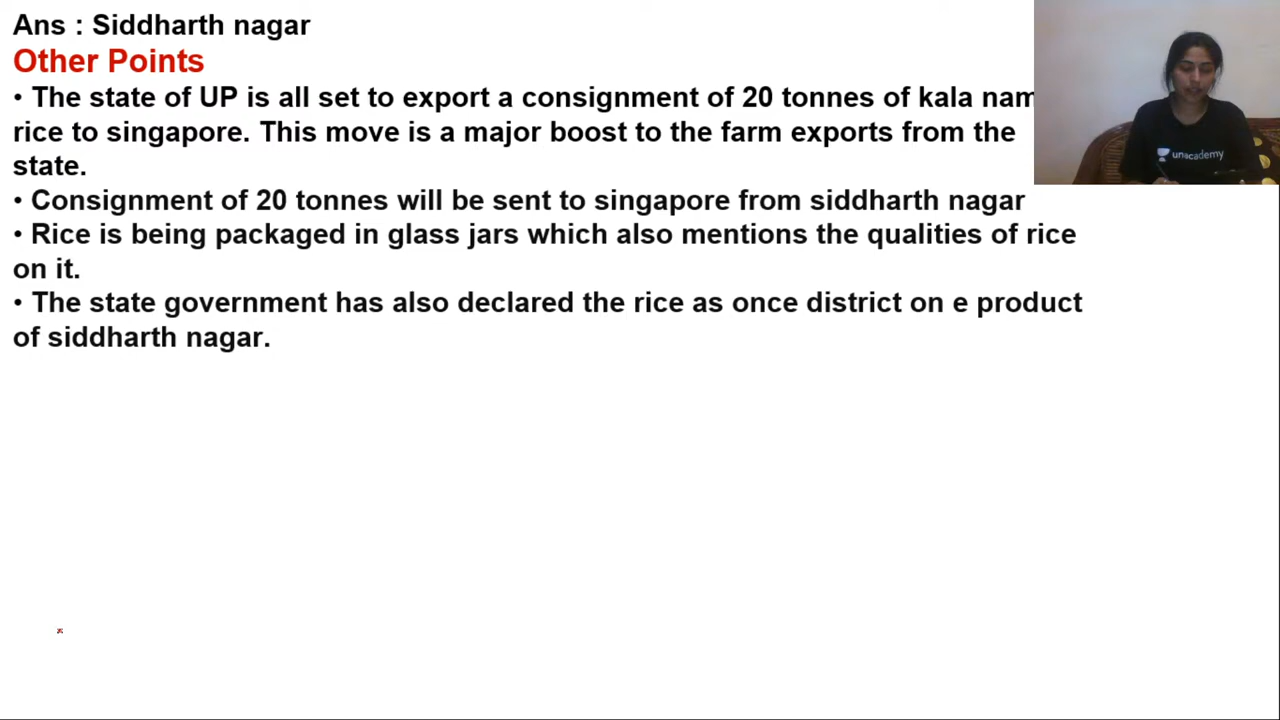 Ans : Siddharth nagar
Other Points
• The state of UP is all set to export a consignment of 20 tonnes of kala nam
rice to singapore. This move is a major boost to the farm exports from the
state.
• Consignment of 20 tonnes will be sent to singapore from siddharth nagar
• Rice is being packaged in glass jars which also mentions the qualities of rice
on it.
• The state government has also declared the rice as once district on e product
of siddharth nagar.
unacademy